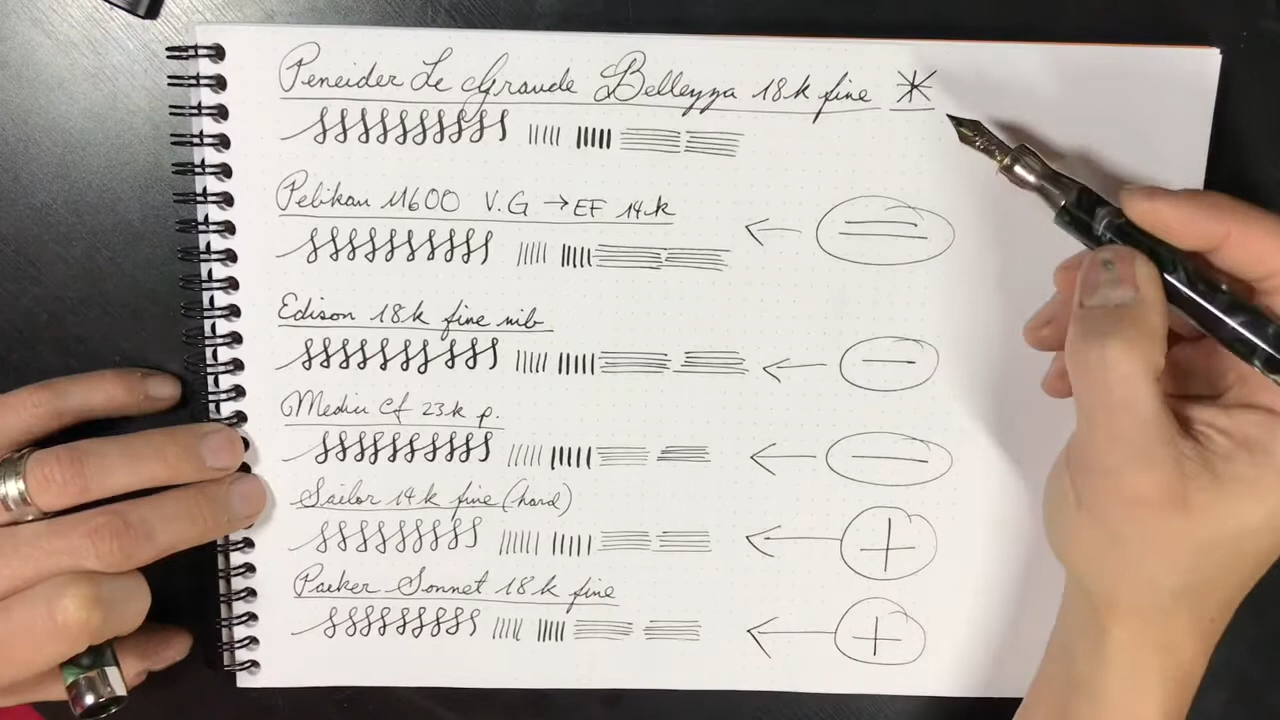 Peneider Le Grande Bellezza 18k fine *
Pelikan M600 V.G → EF 14k
Edison 18k fine nib
Medici ef 23k p.
Sailor 14k fine (hard)
Parker Sonnet 18k fine